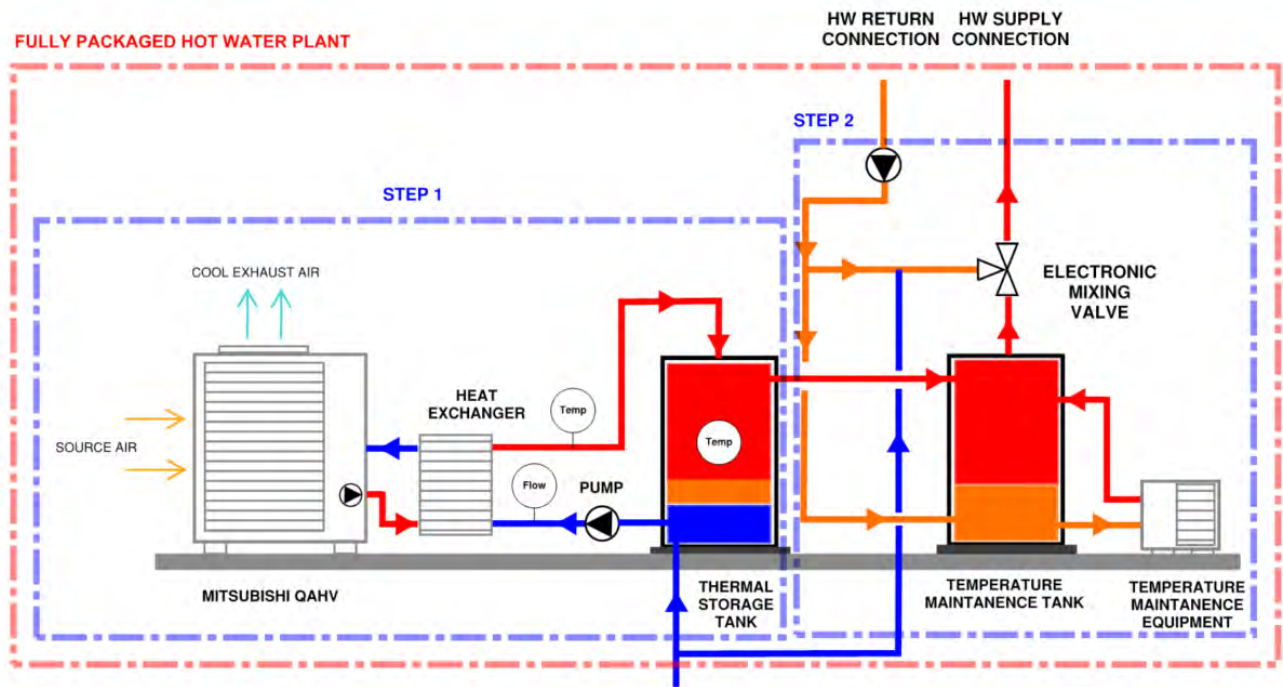 HW RETURN
CONNECTION
HW SUPPLY
CONNECTION
FULLY PACKAGED HOT WATER PLANT
STEP 2
STEP 1
COOL EXHAUST AIR
ELECTRONIC
MIXING
VALVE
HEAT
EXCHANGER
Temp
Temp
SOURCE AIR
Flow
PUMP
MITSUBISHI QAHV
THERMAL
STORAGE
TANK
TEMPERATURE
MAINTANENCE TANK
TEMPERATURE
MAINTANENCE
EQUIPMENT